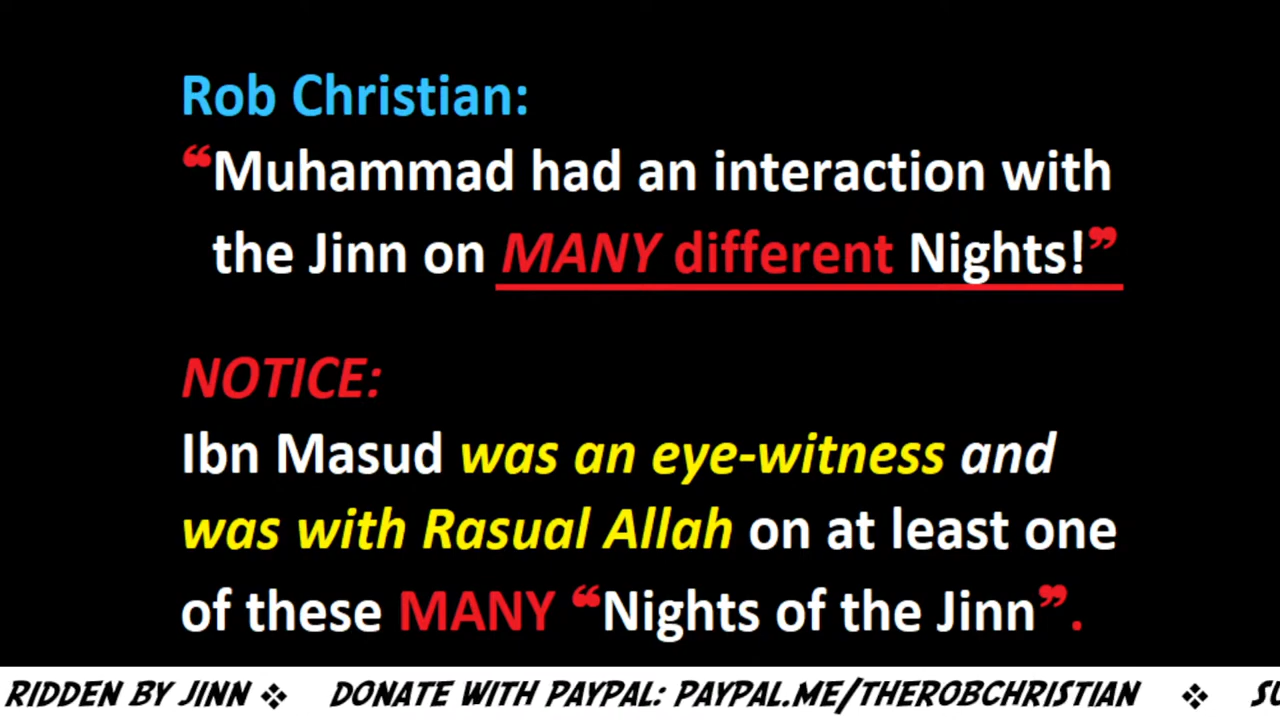 Rob Christian:
“Muhammad had an interaction with
the Jinn on MANY different Nights!”
NOTICE:
Ibn Masud was an eye-witness and
was with Rasual Allah on at least one
of these MANY “Nights of the Jinn”.
RIDDEN BY JINN ❖ DONATE WITH PAYPAL: PAYPAL.ME/THEROBCHRISTIAN ❖ SU